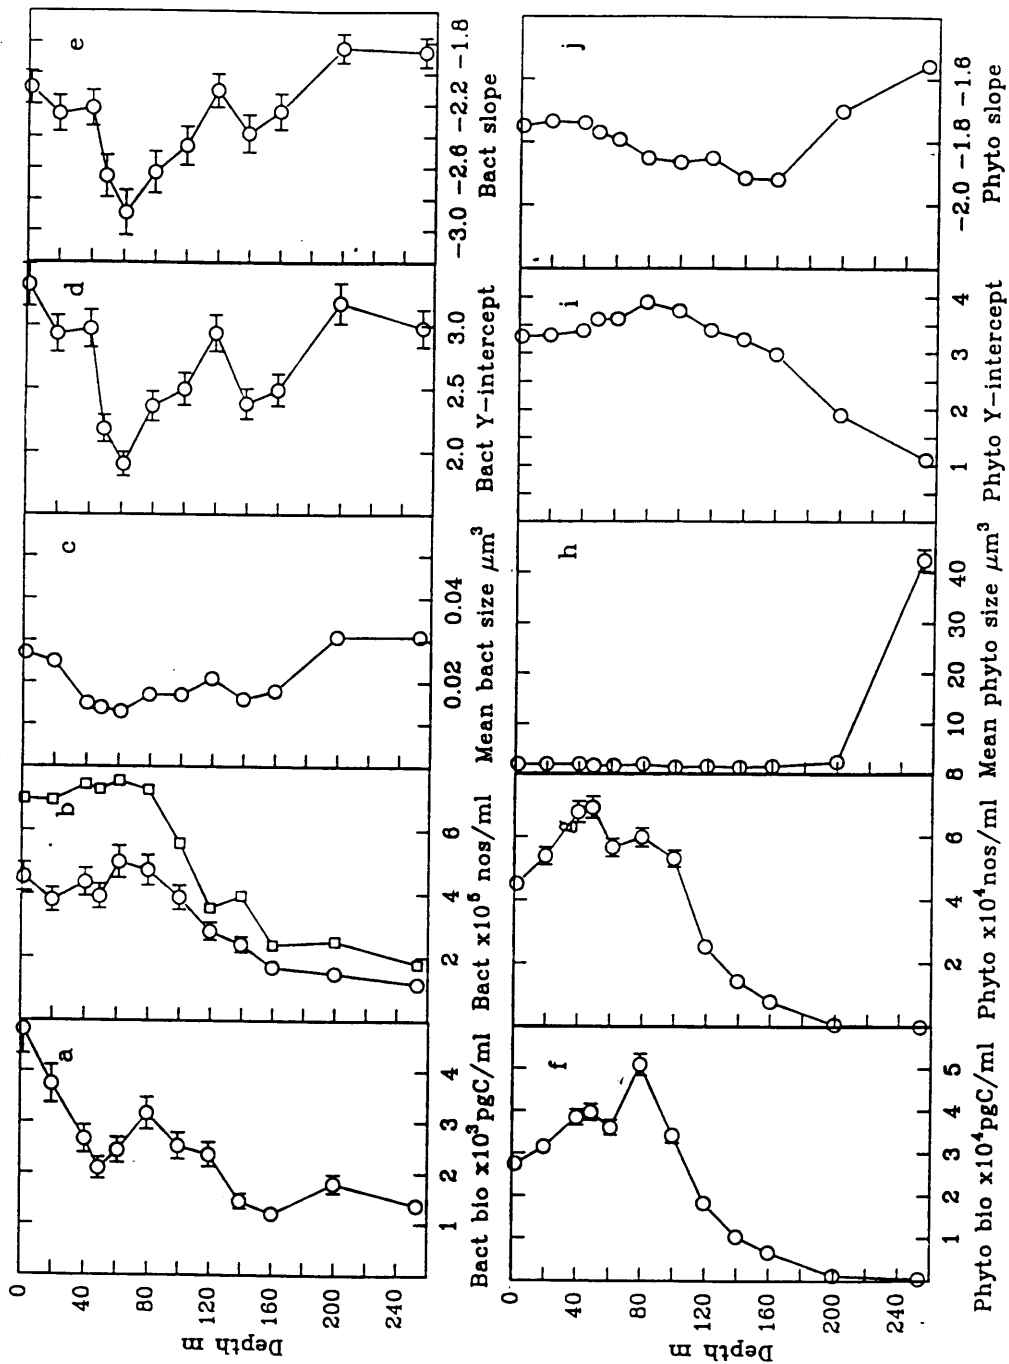 Depth m
0 40 80 120 160 200 240
a
1 2 3 4
Bact bio x10³pgC/ml
b
2 4 6
Bact x10⁵ nos/ml
c
0.02 0.04
Mean bact size μm³
d
2.0 2.5 3.0
Bact Y-intercept
e
-3.0 -2.6 -2.2 -1.8
Bact slope
Depth m
0 40 80 120 160 200 240
f
1 2 3 4 5
Phyto bio x10⁴pgC/ml
g
2 4 6 8
Phyto x10⁴nos/ml
h
10 20 30 40
Mean phyto size μm³
i
1 2 3 4
Phyto Y-intercept
j
-2.0 -1.8 -1.6
Phyto slope